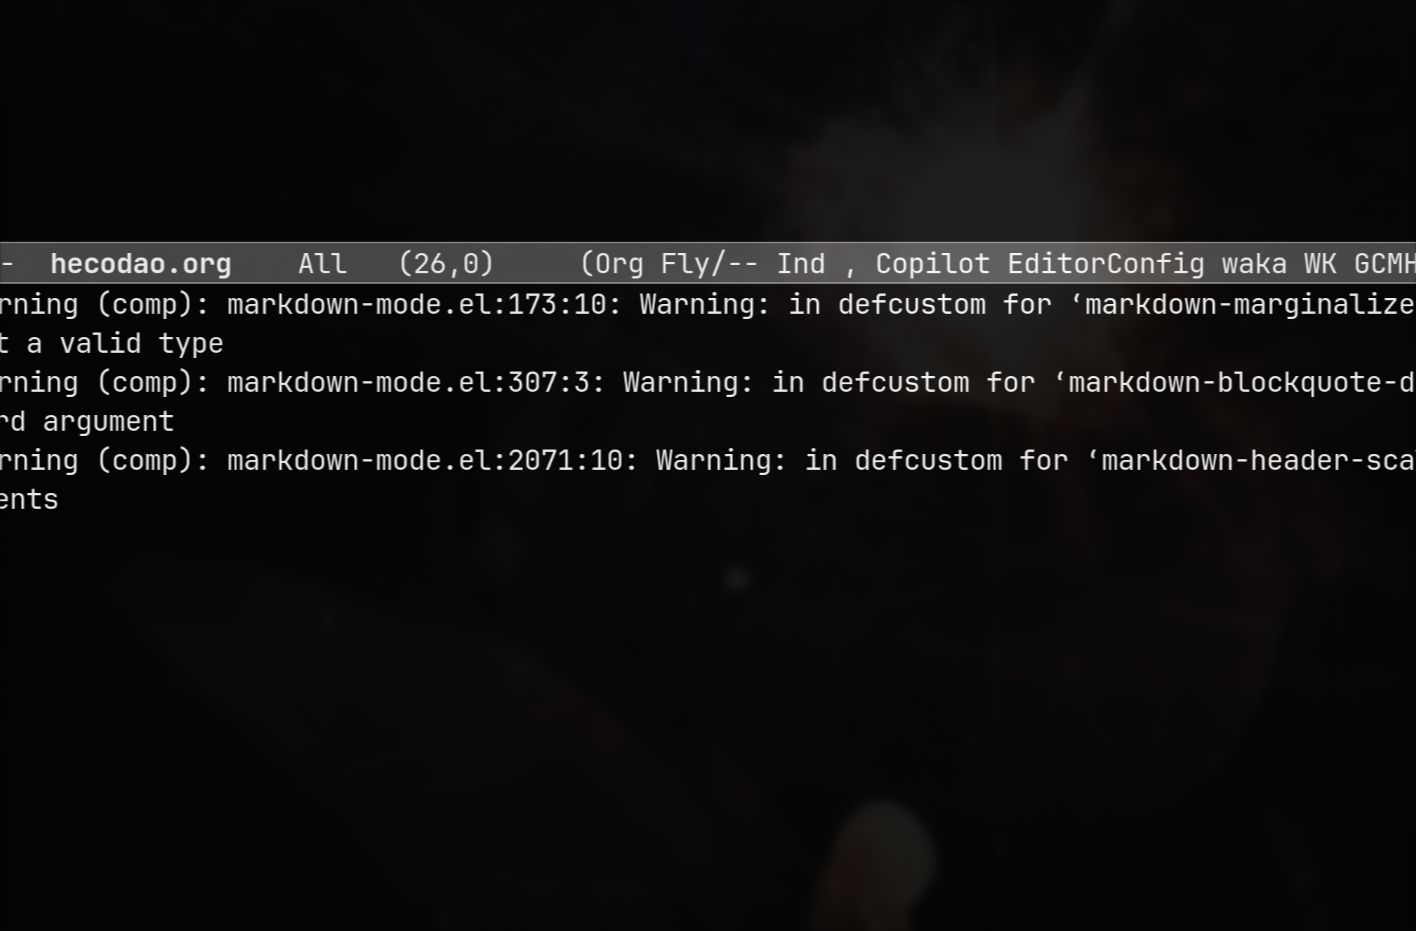 - hecodao.org All (26,0) (Org Fly/-- Ind , Copilot EditorConfig waka WK GCMH
rning (comp): markdown-mode.el:173:10: Warning: in defcustom for ‘markdown-marginalize
t a valid type
rning (comp): markdown-mode.el:307:3: Warning: in defcustom for ‘markdown-blockquote-d
rd argument
rning (comp): markdown-mode.el:2071:10: Warning: in defcustom for ‘markdown-header-sca
ents